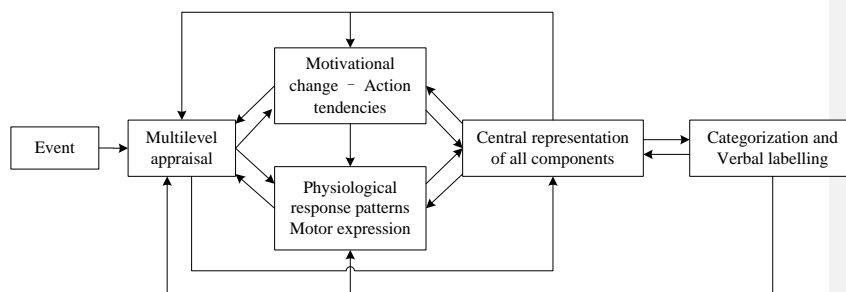 Motivational
change - Action
tendencies
Event
Multilevel
appraisal
Central representation
of all components
Categorization and
Verbal labelling
Physiological
response patterns
Motor expression